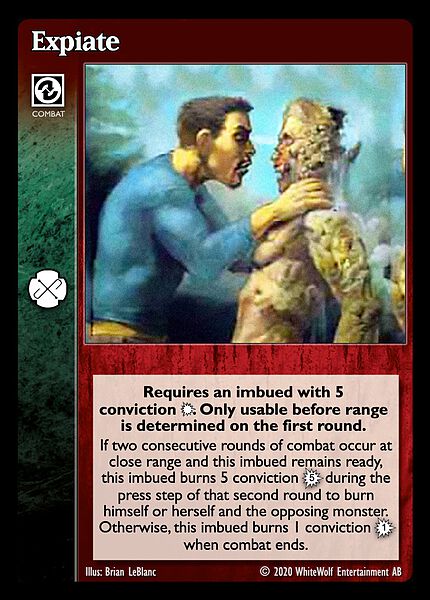 Expiate
COMBAT
Requires an imbued with 5
conviction . Only usable before range
is determined on the first round.
If two consecutive rounds of combat occur at
close range and this imbued remains ready,
this imbued burns 5 conviction 5 during the
press step of that second round to burn
himself or herself and the opposing monster.
Otherwise, this imbued burns 1 conviction 1
when combat ends.
Illus: Brian LeBlanc © 2020 WhiteWolf Entertainment AB